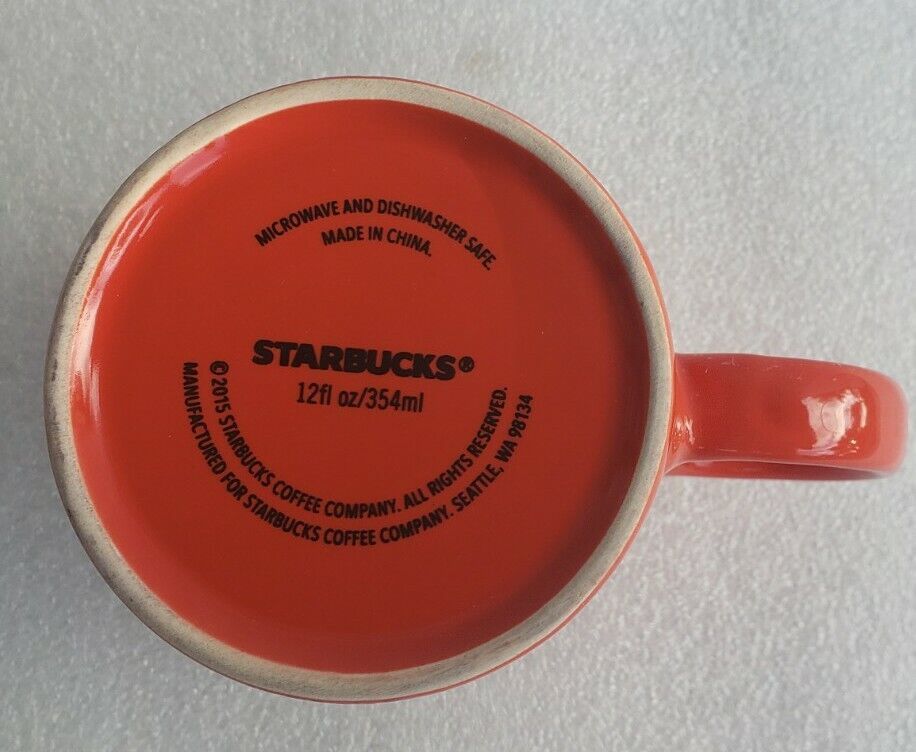 MICROWAVE AND DISHWASHER SAFE.
MADE IN CHINA.
STARBUCKS®
12fl oz/354ml
© 2015 STARBUCKS COFFEE COMPANY. ALL RIGHTS RESERVED.
MANUFACTURED FOR STARBUCKS COFFEE COMPANY. SEATTLE, WA 98134